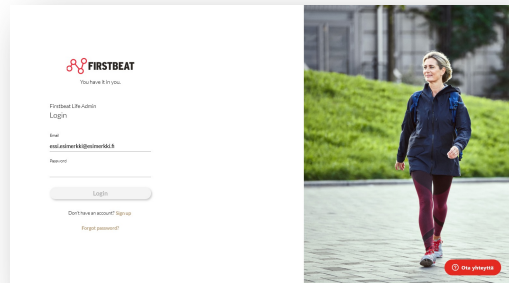 FIRSTBEAT
You have it in you.
Firstbeat Life Admin
Login
Email
essi.esimerkki@esimerkki.fi
Password
Login
Don't have an account? Sign up
Forgot password?
Ota yhteyttä